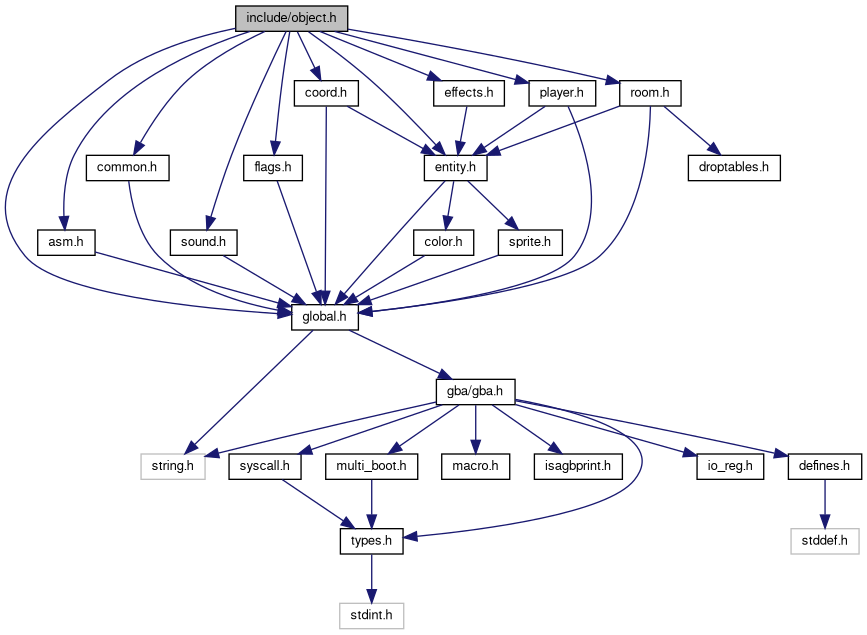 include/object.h
coord.h
effects.h
player.h
room.h
common.h
flags.h
entity.h
droptables.h
asm.h
sound.h
color.h
sprite.h
global.h
gba/gba.h
string.h
syscall.h
multi_boot.h
macro.h
isagbprint.h
io_reg.h
defines.h
types.h
stddef.h
stdint.h